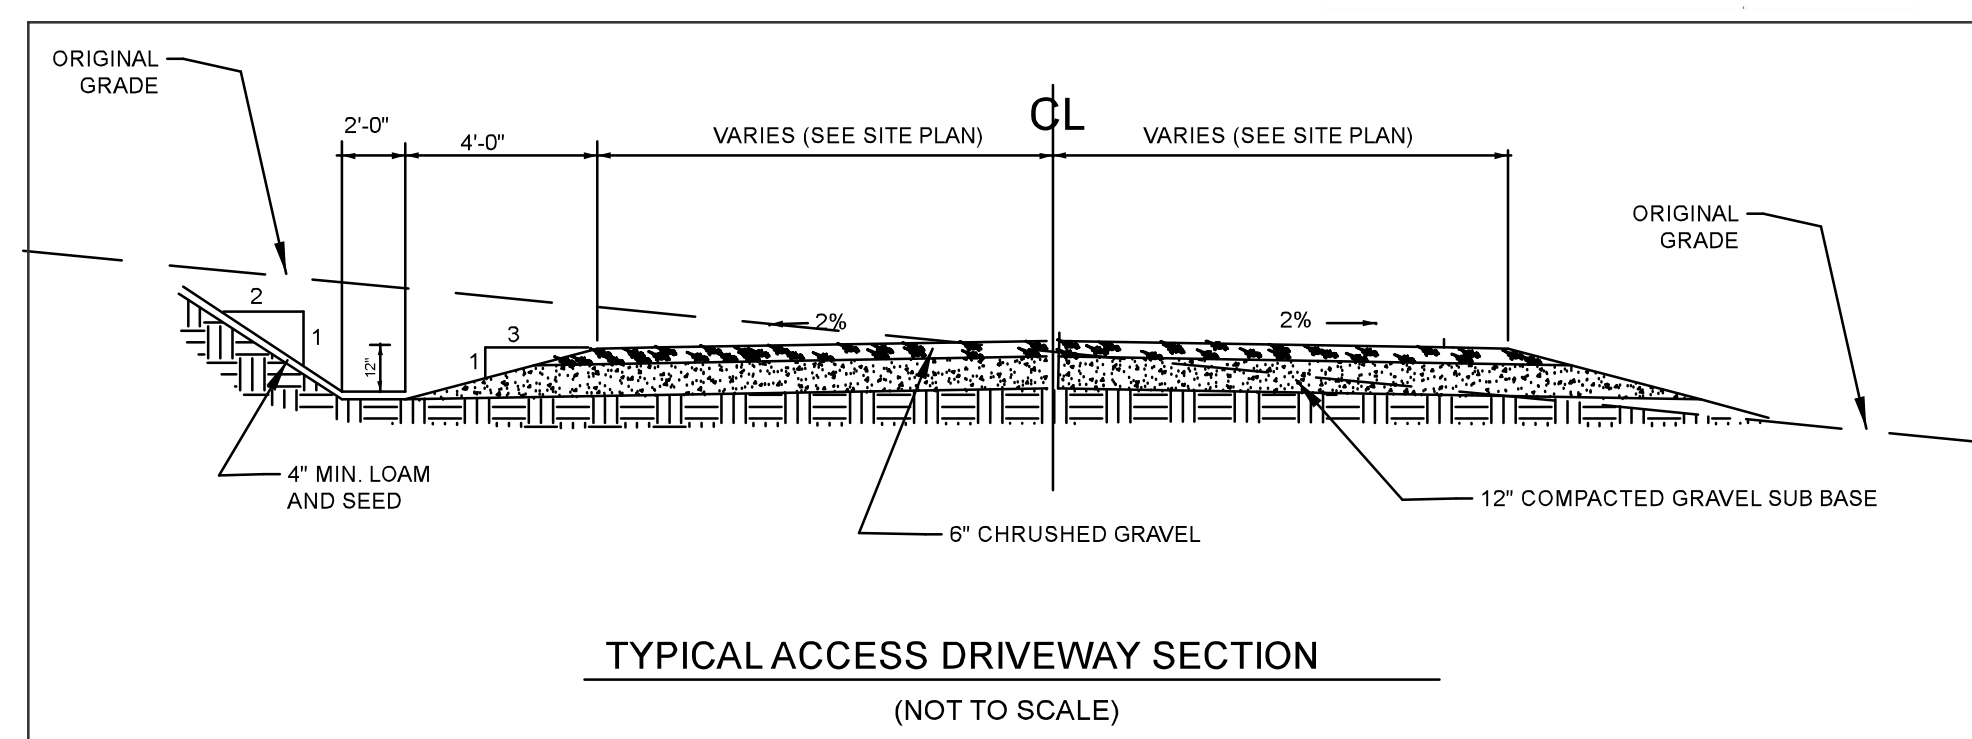 ORIGINAL
GRADE
2'-0"
4'-0"
VARIES (SEE SITE PLAN)
CL
VARIES (SEE SITE PLAN)
ORIGINAL
GRADE
2
1
12"
3
1
2%
2%
4" MIN. LOAM
AND SEED
6" CHRUSHED GRAVEL
12" COMPACTED GRAVEL SUB BASE
TYPICAL ACCESS DRIVEWAY SECTION
(NOT TO SCALE)